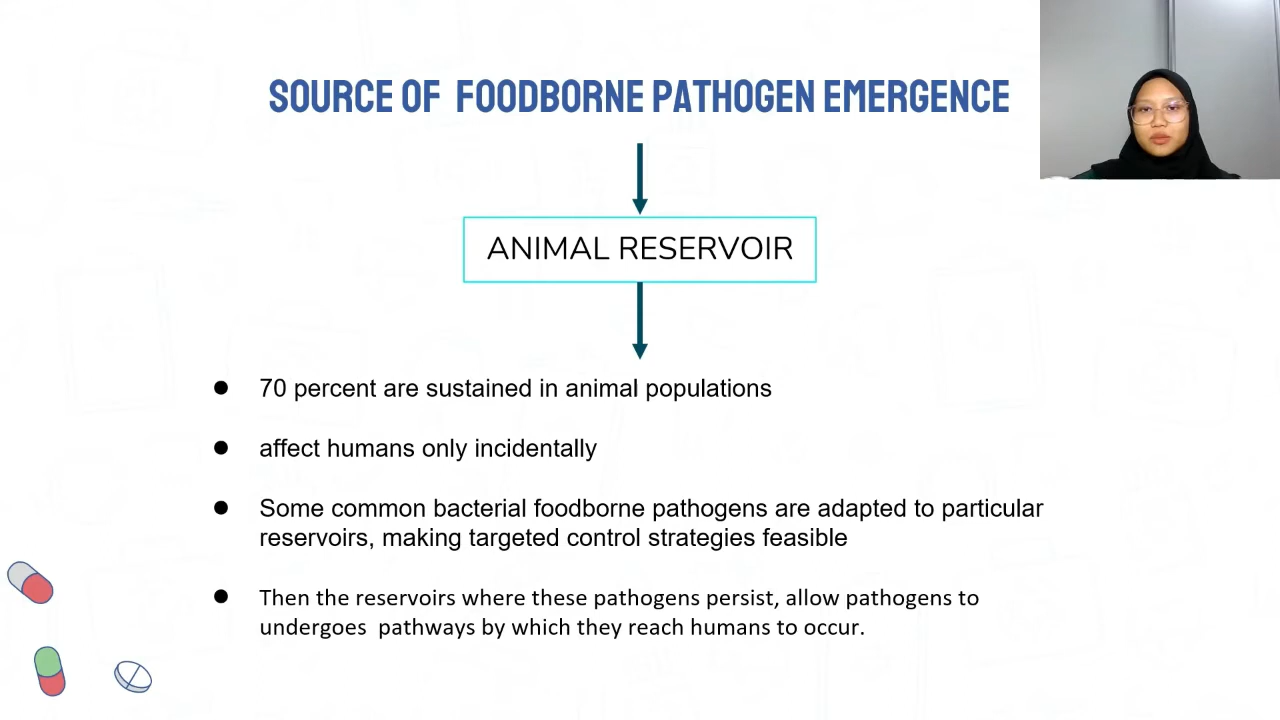 SOURCE OF FOODBORNE PATHOGEN EMERGENCE
ANIMAL RESERVOIR
● 70 percent are sustained in animal populations
● affect humans only incidentally
● Some common bacterial foodborne pathogens are adapted to particular
reservoirs, making targeted control strategies feasible
● Then the reservoirs where these pathogens persist, allow pathogens to
undergoes pathways by which they reach humans to occur.